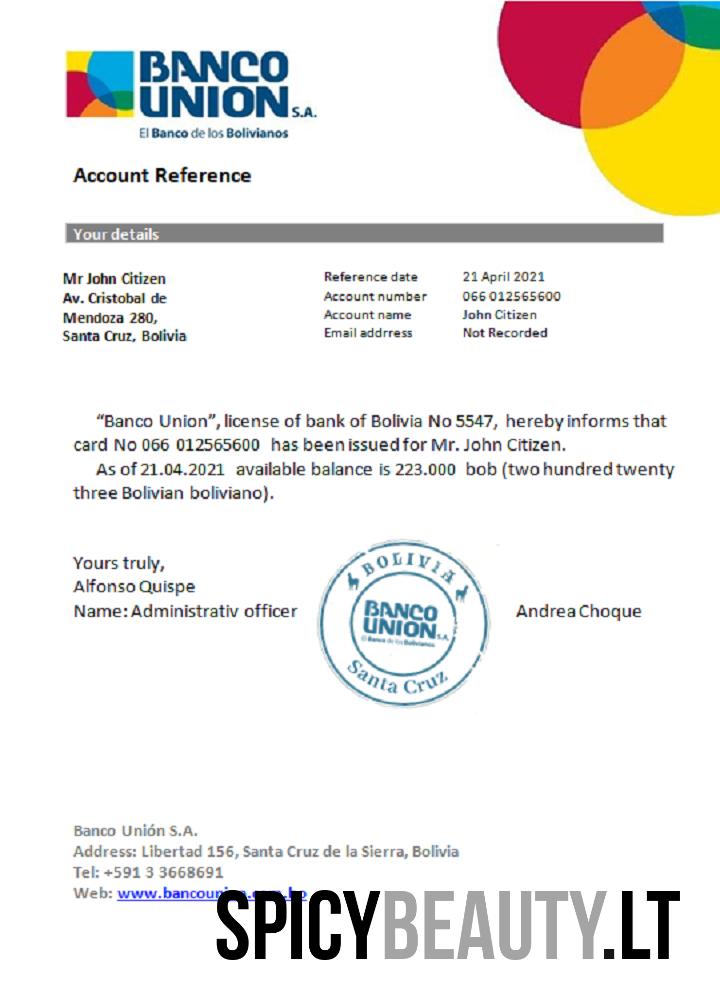 BANCO
UNION S.A.
El Banco de los Bolivianos
Account Reference
Your details
Mr John Citizen
Av. Cristobal de
Mendoza 280,
Santa Cruz, Bolivia
Reference date 21 April 2021
Account number 066 012565600
Account name John Citizen
Email addrress Not Recorded
“Banco Union”, license of bank of Bolivia No 5547, hereby informs that
card No 066 012565600 has been issued for Mr. John Citizen.
As of 21.04.2021 available balance is 223.000 bob (two hundred twenty
three Bolivian boliviano).
Yours truly,
Alfonso Quispe
Name: Administrativ officer
BOLIVIA
BANCO
UNION S.A.
El Banco de los Bolivianos
Santa Cruz
Andrea Choque
Banco Unión S.A.
Address: Libertad 156, Santa Cruz de la Sierra, Bolivia
Tel: +591 3 3668691
Web: www.bancounion.com.bo
SPICYBEAUTY.LT